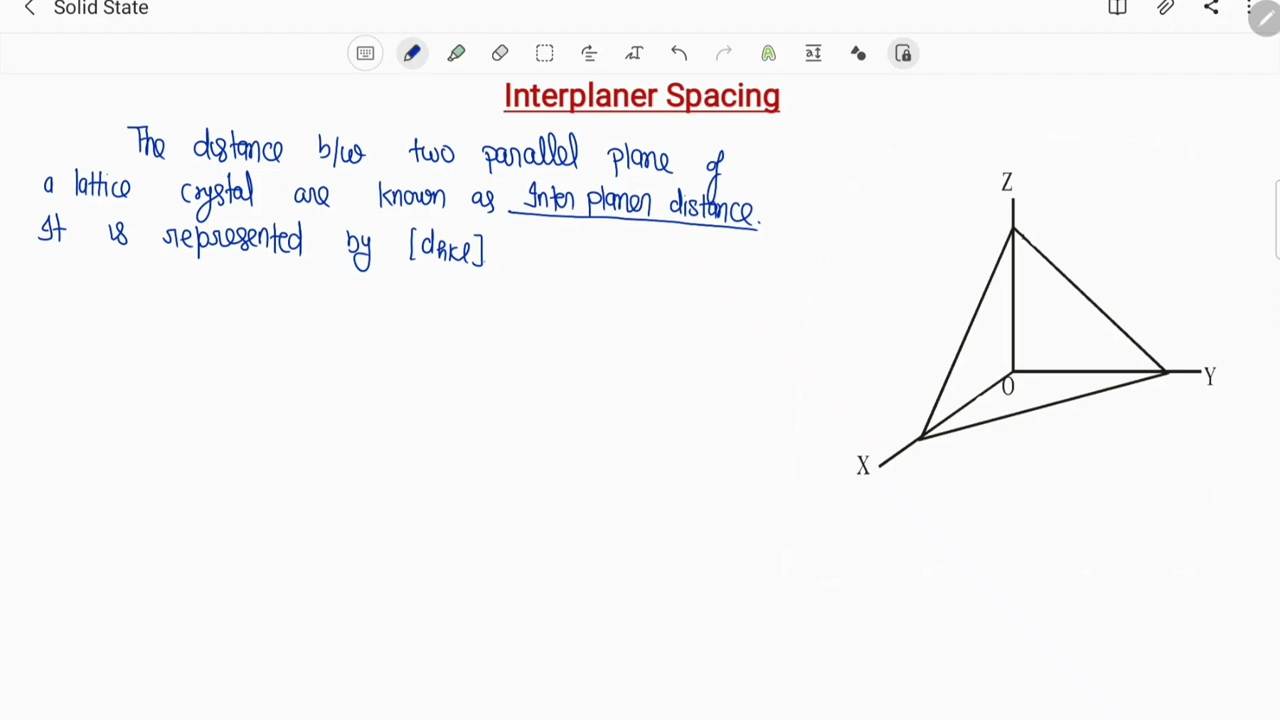 Solid State
Interplaner Spacing
The distance b/w two parallel plane of
a lattice crystal are known as Inter planer distance.
It is represented by [dhkl]
Z
O
Y
X